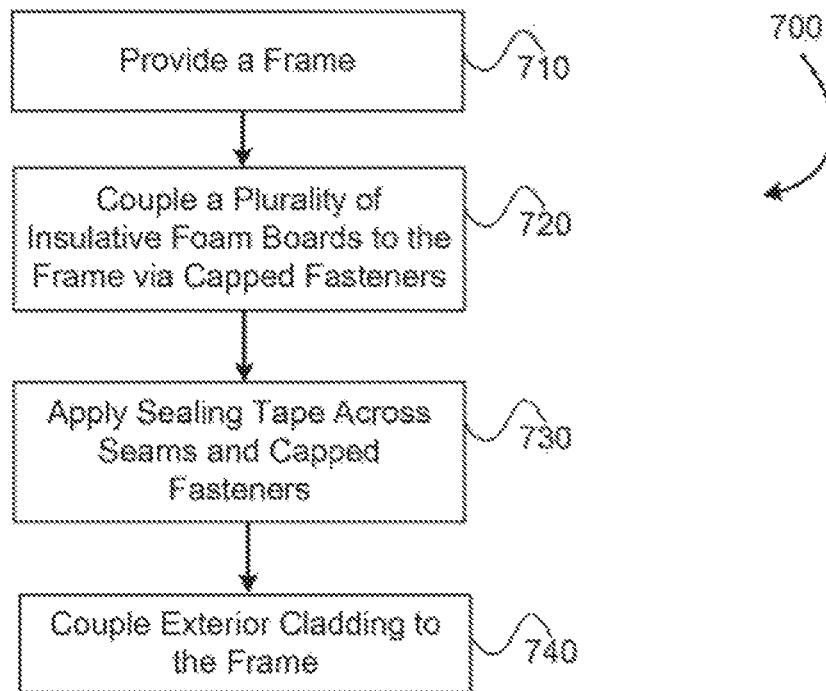 700
Provide a Frame
710
Couple a Plurality of
Insulative Foam Boards to the
Frame via Capped Fasteners
720
Apply Sealing Tape Across
Seams and Capped
Fasteners
730
Couple Exterior Cladding to
the Frame
740